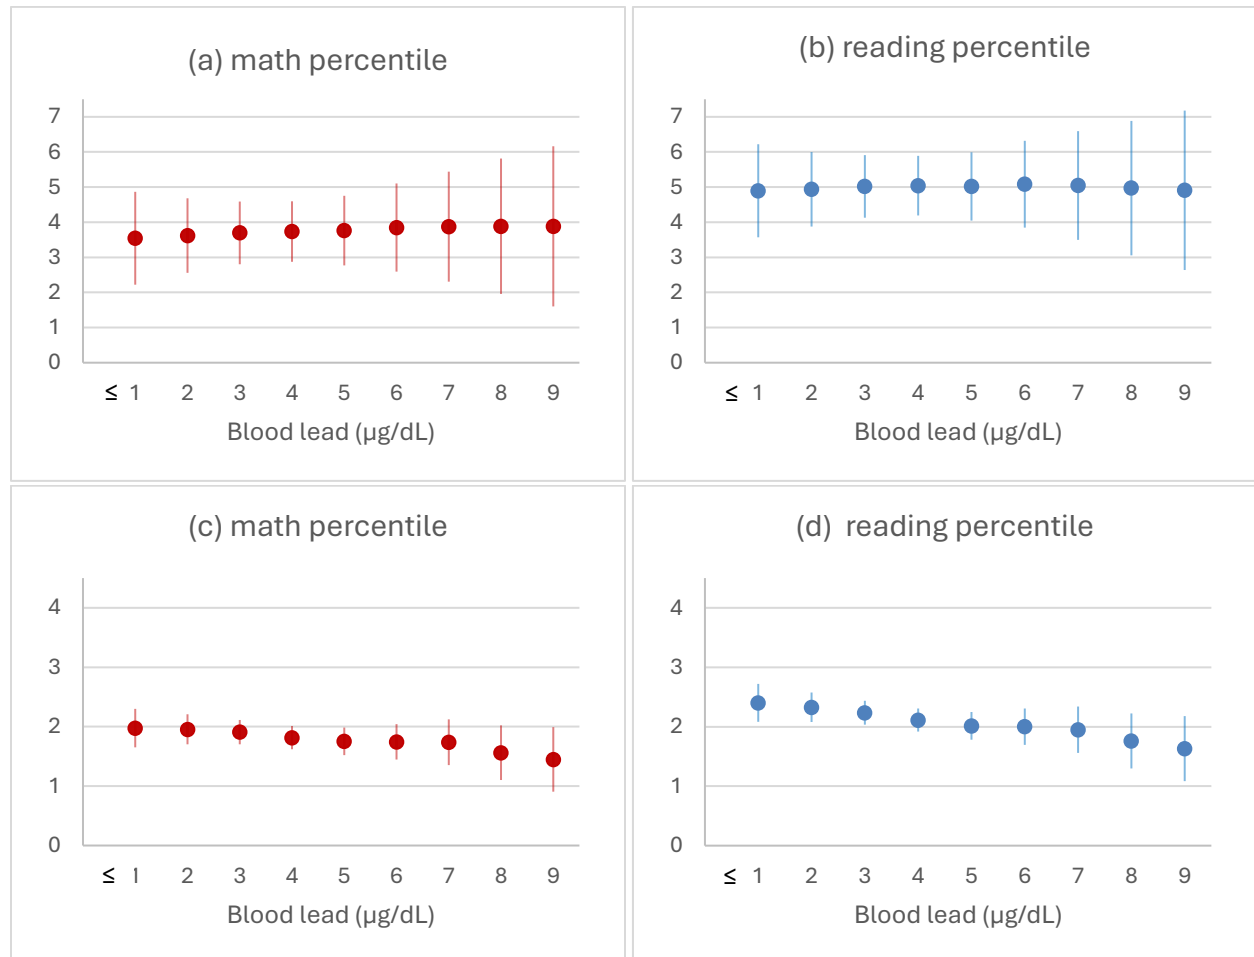 (a) math percentile
7
6
5
4
3
2
1
0
≤ 1 2 3 4 5 6 7 8 9
Blood lead (µg/dL)
(b) reading percentile
7
6
5
4
3
2
1
0
≤ 1 2 3 4 5 6 7 8 9
Blood lead (µg/dL)
(c) math percentile
4
3
2
1
0
≤ 1 2 3 4 5 6 7 8 9
Blood lead (µg/dL)
(d) reading percentile
4
3
2
1
0
≤ 1 2 3 4 5 6 7 8 9
Blood lead (µg/dL)